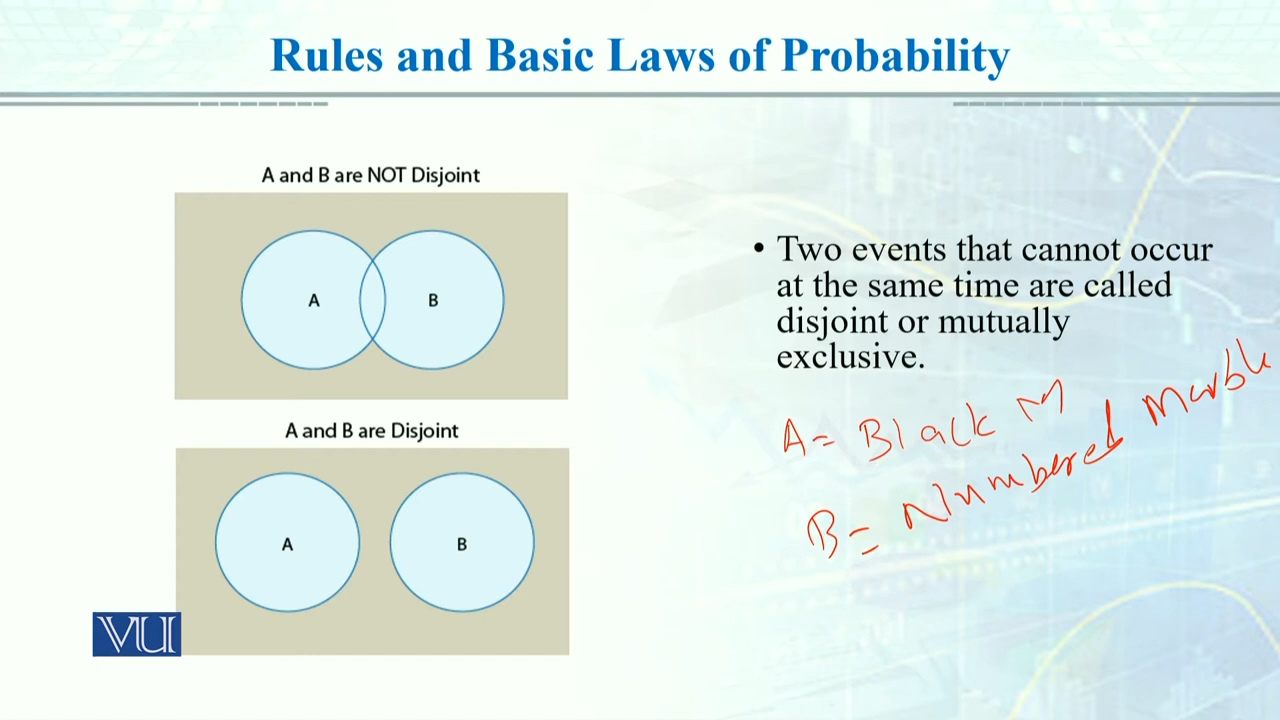 Rules and Basic Laws of Probability
A and B are NOT Disjoint
A
B
A and B are Disjoint
A
B
• Two events that cannot occur
at the same time are called
disjoint or mutually
exclusive.
A = Black M
B = Numbered Marble
VU